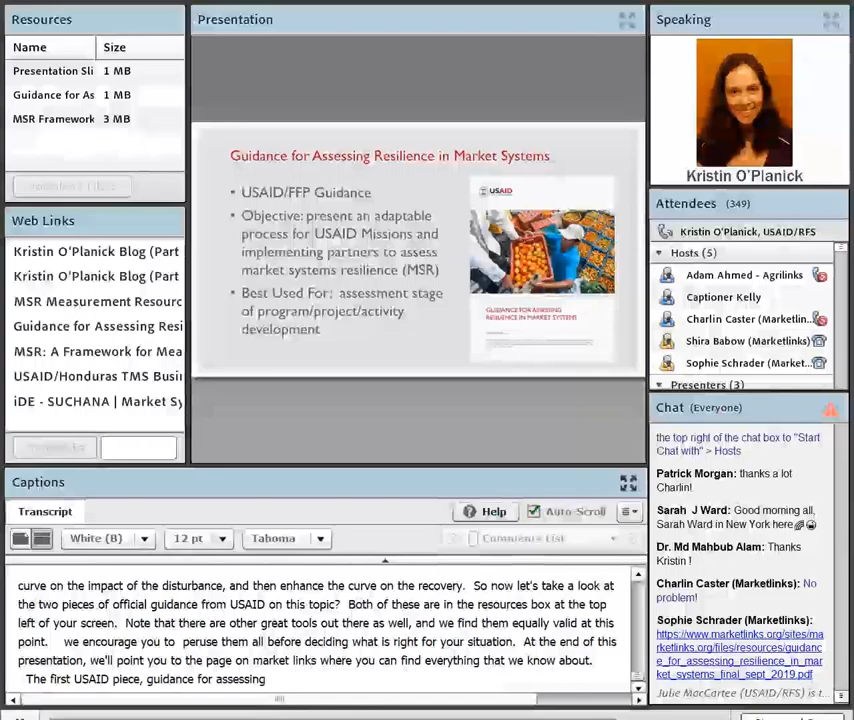 Resources
Name Size
Presentation Sli 1 MB
Guidance for As 1 MB
MSR Framework 3 MB
Web Links
Kristin O'Planick Blog (Part
Kristin O'Planick Blog (Part
MSR Measurement Resourc
Guidance for Assessing Resi
MSR: A Framework for Mea
USAID/Honduras TMS Busin
iDE - SUCHANA | Market Sy
Presentation
Guidance for Assessing Resilience in Market Systems
• USAID/FFP Guidance
• Objective: present an adaptable
process for USAID Missions and
implementing partners to assess
market systems resilience (MSR)
• Best Used For: assessment stage
of program/project/activity
development
USAID
GUIDANCE FOR ASSESSING
RESILIENCE IN MARKET SYSTEMS
Captions
Transcript
Help
Auto-Scroll
White (B)
12 pt
Tahoma
Comments List
curve on the impact of the disturbance, and then enhance the curve on the recovery. So now let's take a look at
the two pieces of official guidance from USAID on this topic? Both of these are in the resources box at the top
left of your screen. Note that there are other great tools out there as well, and we find them equally valid at this
point. we encourage you to peruse them all before deciding what is right for your situation. At the end of this
presentation, we'll point you to the page on market links where you can find everything that we know about.
The first USAID piece, guidance for assessing
Speaking
Kristin O'Planick
Attendees (349)
Kristin O'Planick, USAID/RFS
Hosts (5)
Adam Ahmed - Agrilinks
Captioner Kelly
Charlin Caster (Marketlin...
Shira Babow (Marketlinks)
Sophie Schrader (Market...
Presenters (3)
Chat (Everyone)
the top right of the chat box to "Start
Chat with" > Hosts
Patrick Morgan: thanks a lot
Charlin!
Sarah J Ward: Good morning all,
Sarah Ward in New York here
Dr. Md Mahbub Alam: Thanks
Kristin !
Charlin Caster (Marketlinks): No
problem!
Sophie Schrader (Marketlinks):
https://www.marketlinks.org/sites/ma
rketlinks.org/files/resources/guidanc
e_for_assessing_resilience_in_mar
ket_systems_final_sept_2019.pdf
Julie MacCartee (USAID/RFS) is t...